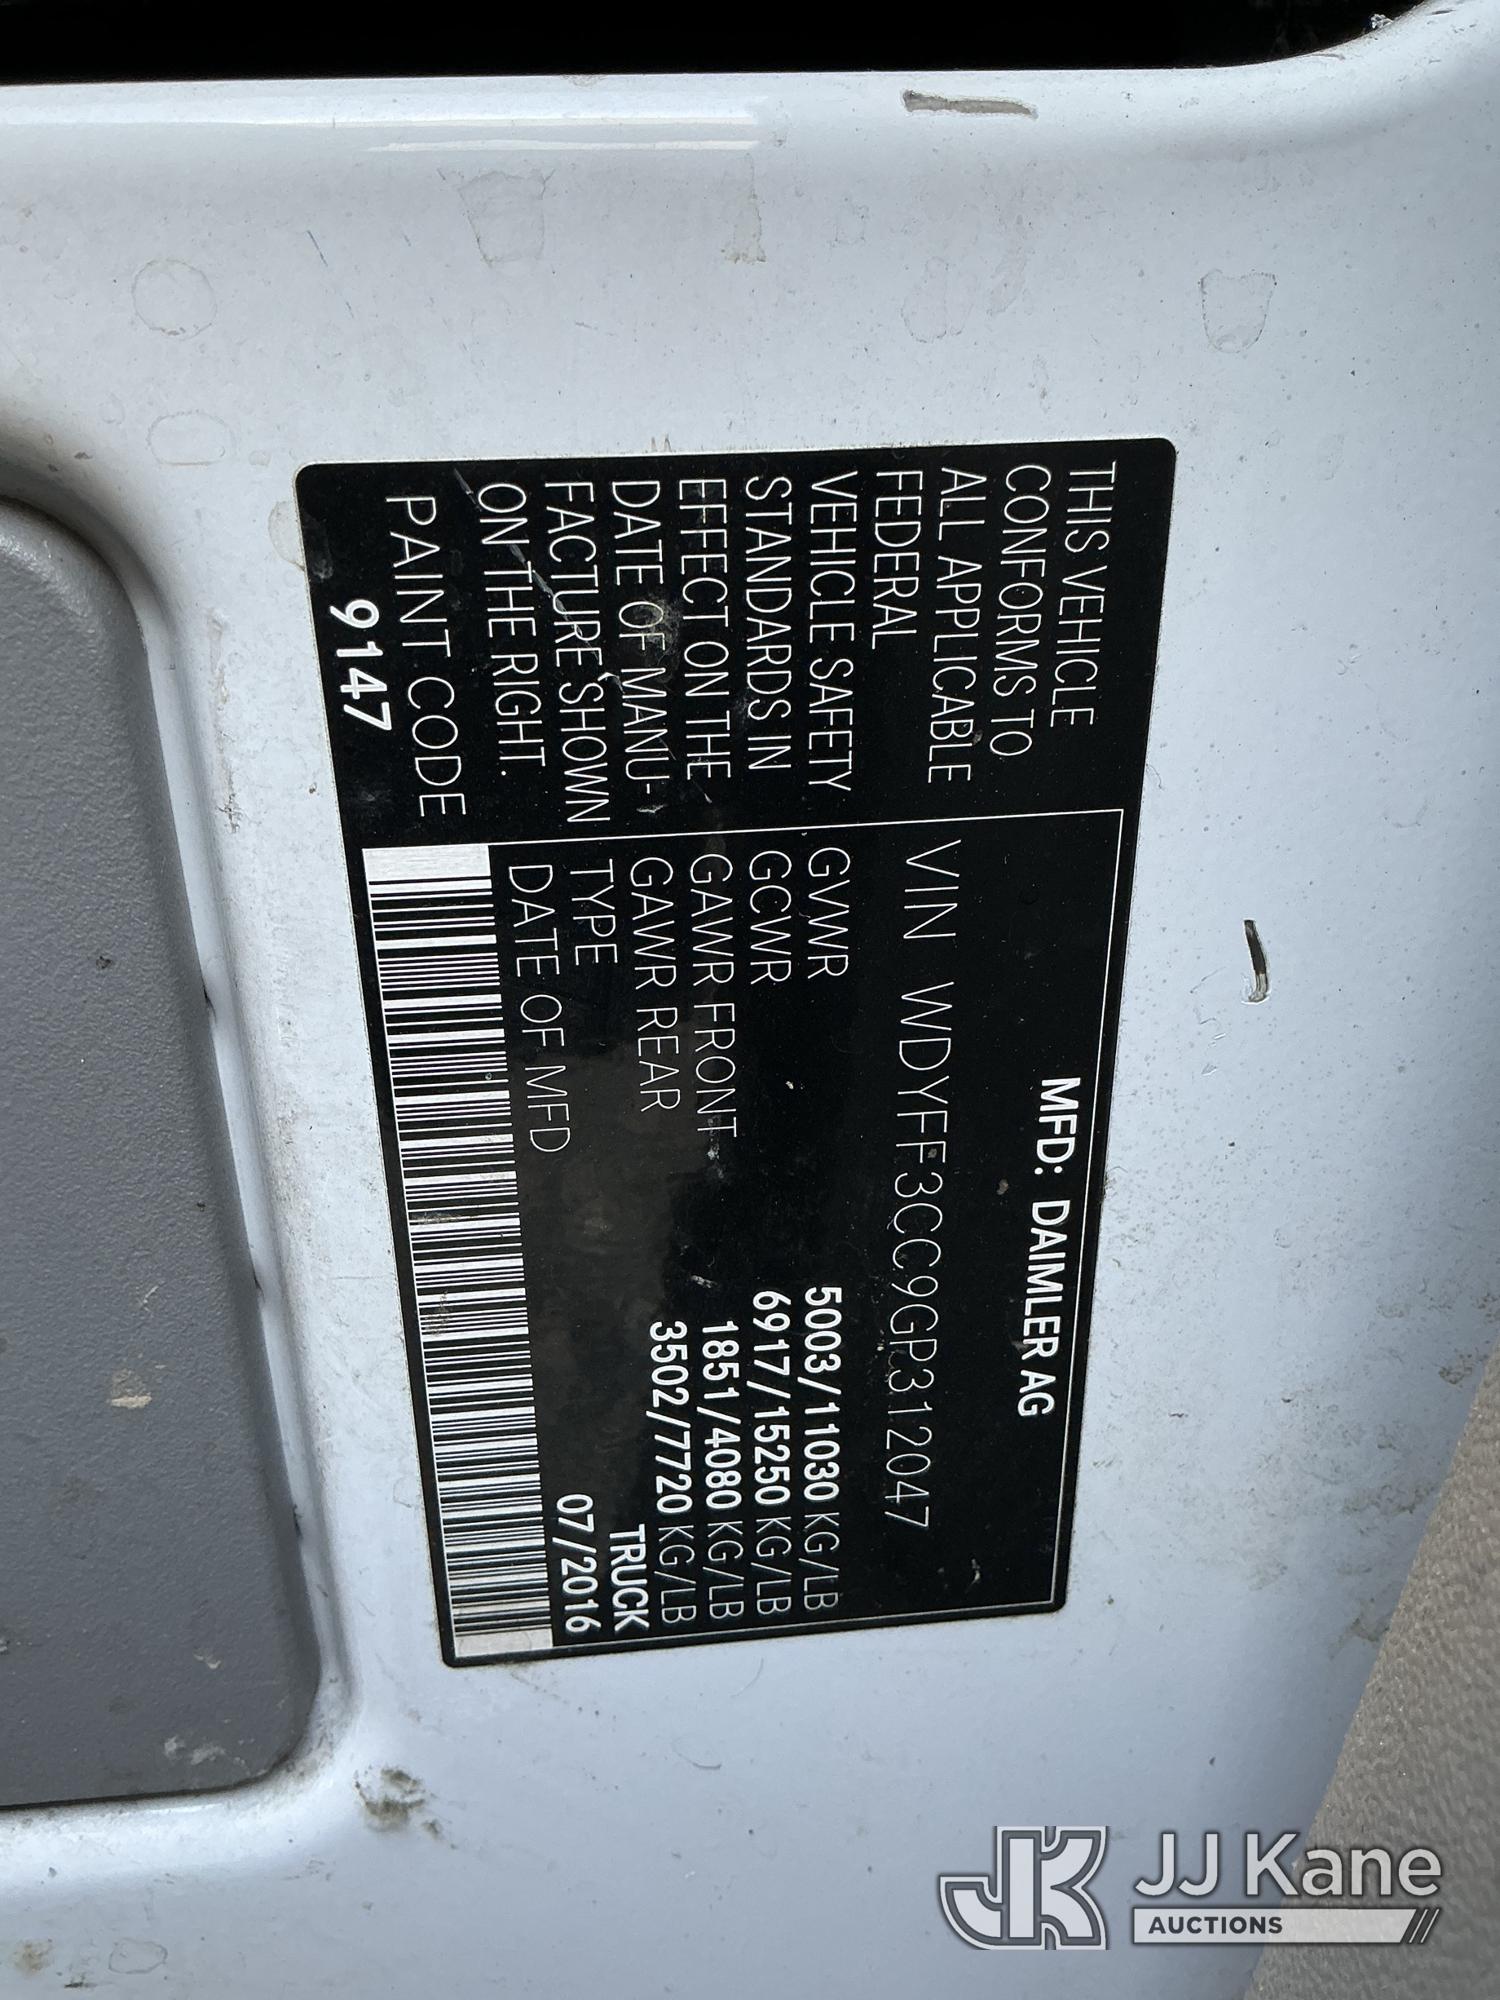 THIS VEHICLE
CONFORMS TO
ALL APPLICABLE
FEDERAL
VEHICLE SAFETY
STANDARDS IN
EFFECT ON THE
DATE OF MANU-
FACTURE SHOWN
ON THE RIGHT.
PAINT CODE
9147
MFD: DAIMLER AG
VIN WDYFF3CC9GP312047
GVWR 5003/11030 KG/LB
GCWR 6917/15250 KG/LB
GAWR FRONT 1851/4080 KG/LB
GAWR REAR 3502/7720 KG/LB
TYPE TRUCK
DATE OF MFD 07/2016
JK JJ Kane
AUCTIONS